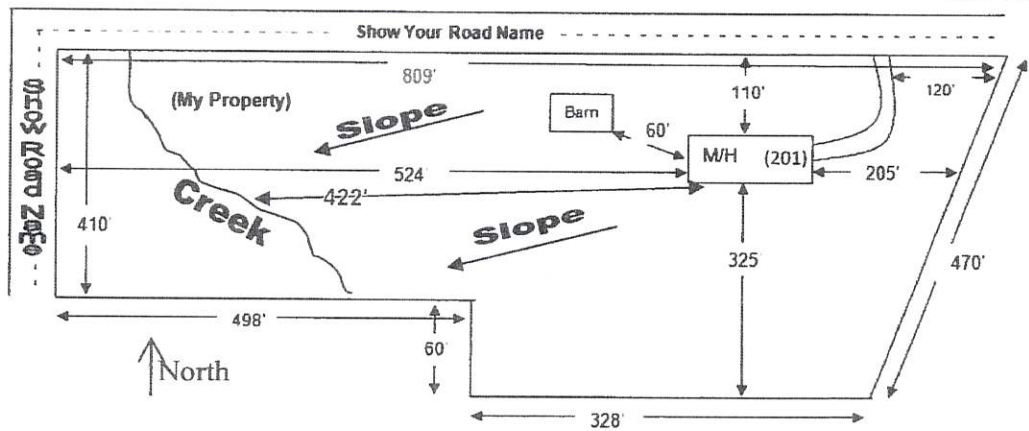 Show Your Road Name
Show Road Name
809'
(My Property)
Slope
Barn
110'
120'
60'
M/H (201)
524'
205'
422'
Creek
410'
Slope
325'
470'
498'
60'
North
328'